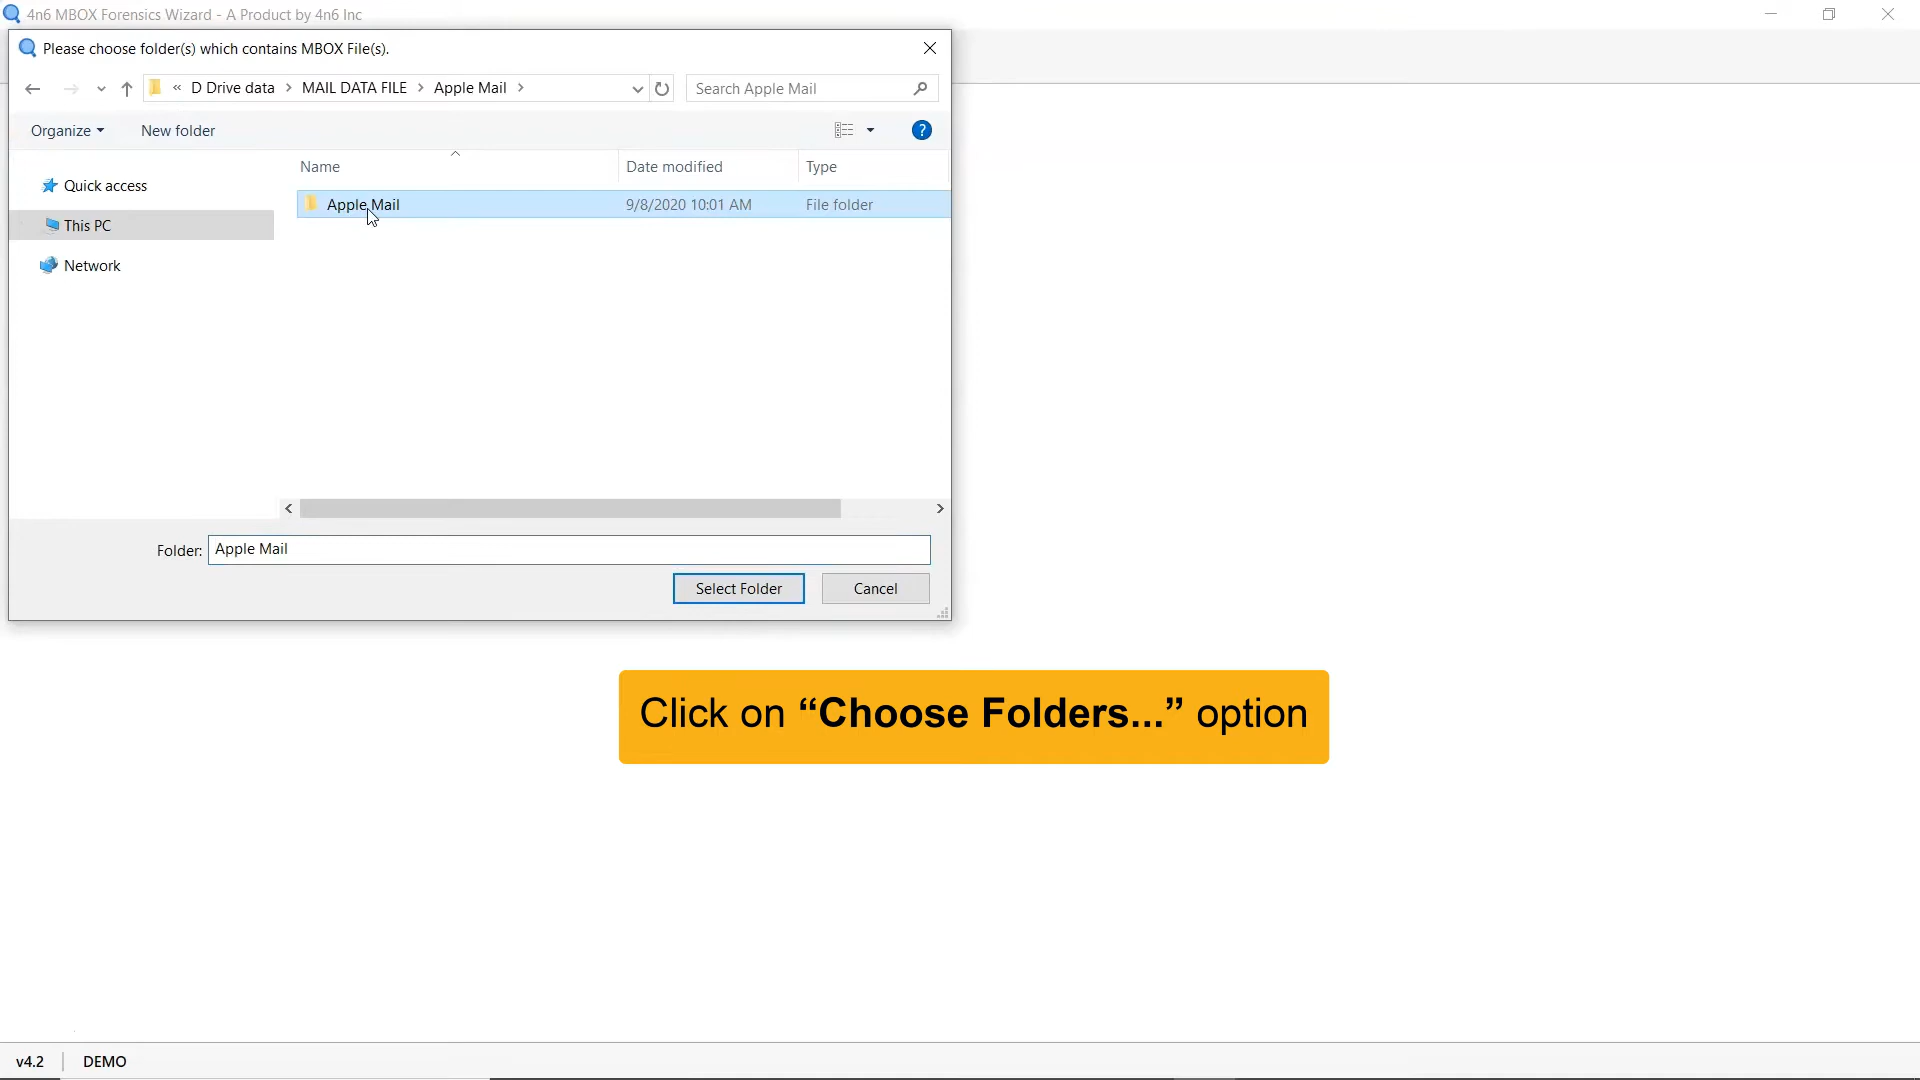 4n6 MBOX Forensics Wizard - A Product by 4n6 Inc
Please choose folder(s) which contains MBOX File(s).
« D Drive data > MAIL DATA FILE > Apple Mail >
Search Apple Mail
Organize
New folder
?
Name
Date modified
Type
Quick access
This PC
Network
Apple Mail
9/8/2020 10:01 AM
File folder
Folder: Apple Mail
Select Folder
Cancel
Click on “Choose Folders...” option
v4.2 | DEMO